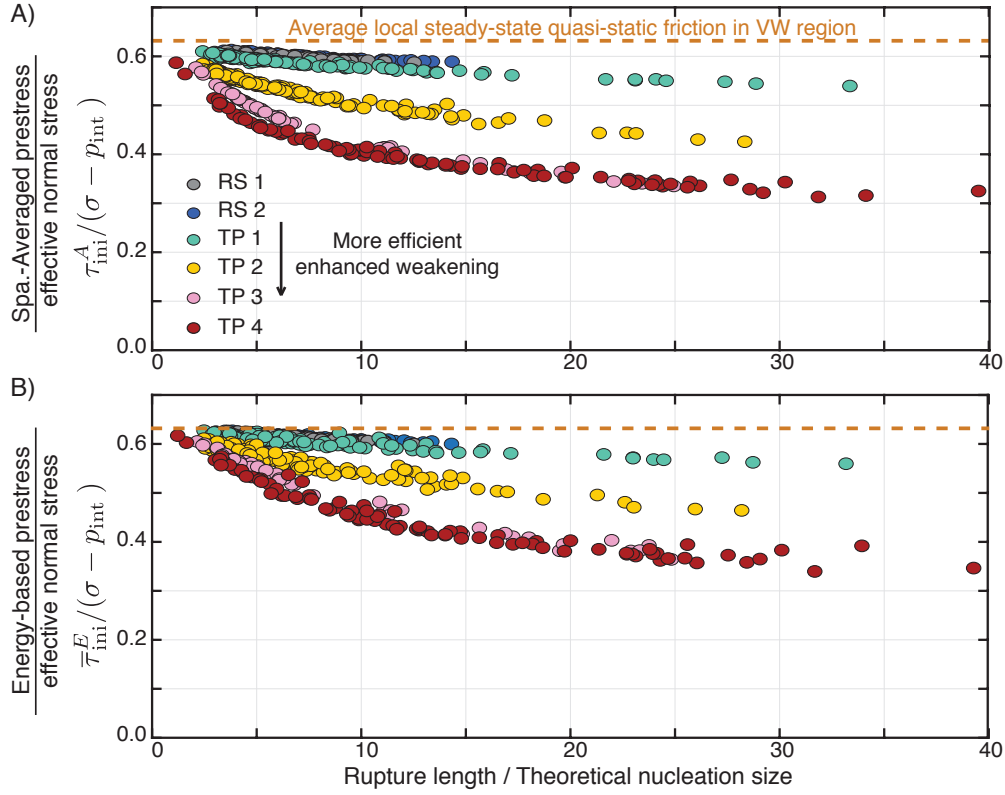 A)
Average local steady-state quasi-static friction in VW region
Spa.-Averaged prestress
effective normal stress
τ^A_ini/(σ − p_int)
0.6
0.4
0.2
0.0
RS 1
RS 2
TP 1
TP 2
TP 3
TP 4
More efficient
enhanced weakening
0 10 20 30 40
B)
Energy-based prestress
effective normal stress
τ̅^E_ini/(σ − p_int)
0.6
0.4
0.2
0.0
0 10 20 30 40
Rupture length / Theoretical nucleation size